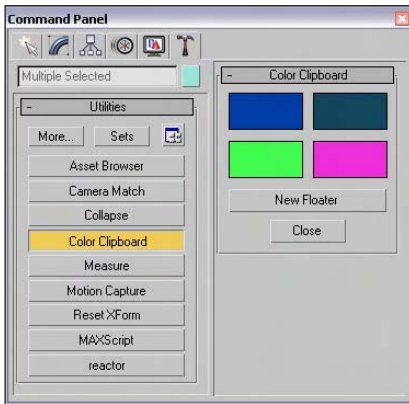 Command Panel
Multiple Selected
- Utilities
More... Sets
Asset Browser
Camera Match
Collapse
Color Clipboard
Measure
Motion Capture
Reset XForm
MAXScript
reactor
- Color Clipboard
New Floater
Close